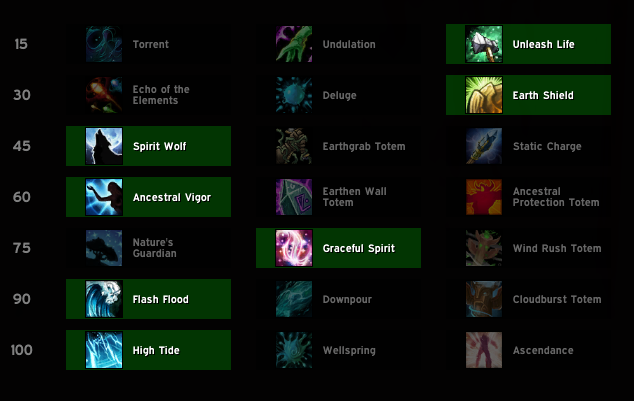 15 Torrent Undulation Unleash Life
30 Echo of the Elements Deluge Earth Shield
45 Spirit Wolf Earthgrab Totem Static Charge
60 Ancestral Vigor Earthen Wall Totem Ancestral Protection Totem
75 Nature's Guardian Graceful Spirit Wind Rush Totem
90 Flash Flood Downpour Cloudburst Totem
100 High Tide Wellspring Ascendance